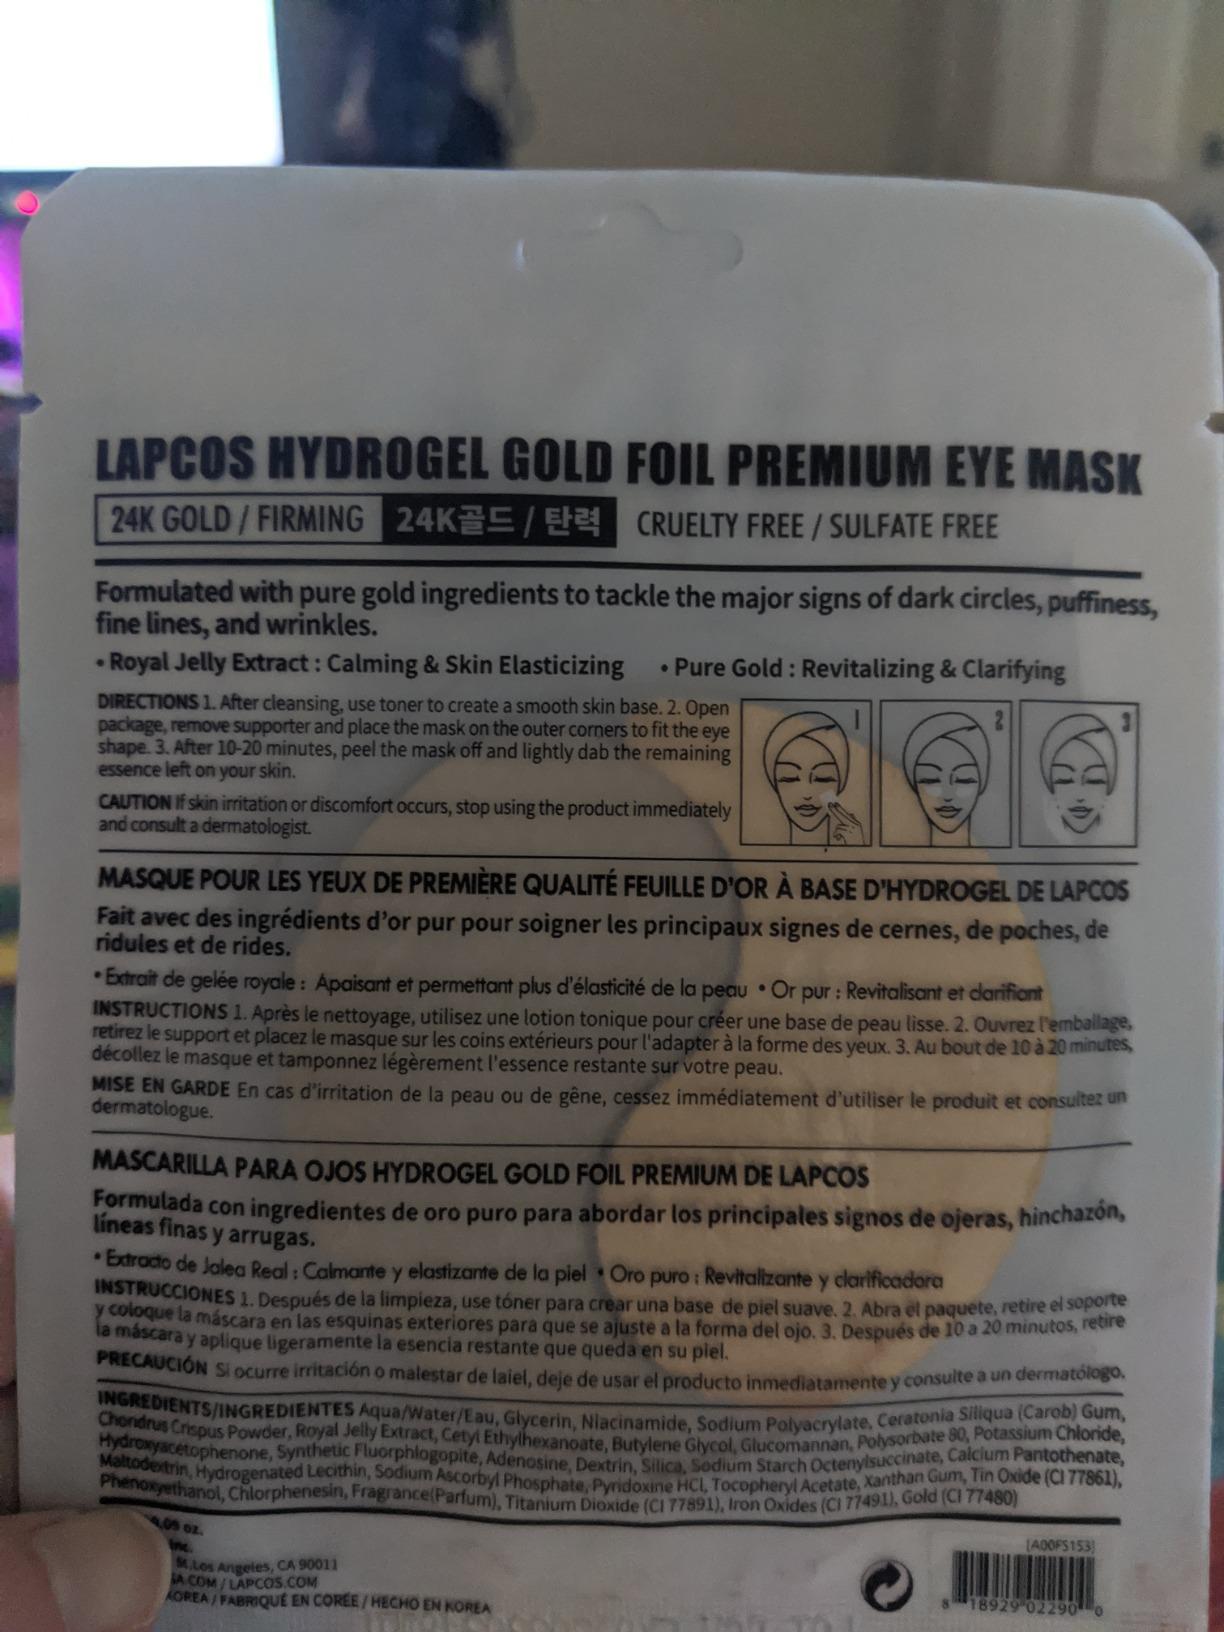 LAPCOS HYDROGEL GOLD FOIL PREMIUM EYE MASK
24K GOLD / FIRMING 24K골드 / 탄력 CRUELTY FREE / SULFATE FREE
Formulated with pure gold ingredients to tackle the major signs of dark circles, puffiness,
fine lines, and wrinkles.
• Royal Jelly Extract : Calming & Skin Elasticizing • Pure Gold : Revitalizing & Clarifying
DIRECTIONS 1. After cleansing, use toner to create a smooth skin base. 2. Open
package, remove supporter and place the mask on the outer corners to fit the eye
shape. 3. After 10-20 minutes, peel the mask off and lightly dab the remaining
essence left on your skin.
CAUTION If skin irritation or discomfort occurs, stop using the product immediately
and consult a dermatologist.
1 2 3
MASQUE POUR LES YEUX DE PREMIÈRE QUALITÉ FEUILLE D'OR À BASE D'HYDROGEL DE LAPCOS
Fait avec des ingrédients d'or pur pour soigner les principaux signes de cernes, de poches, de
ridules et de rides.
• Extrait de gelée royale : Apaisant et permettant plus d'élasticité de la peau • Or pur : Revitalisant et clarifiant
INSTRUCTIONS 1. Après le nettoyage, utilisez une lotion tonique pour créer une base de peau lisse. 2. Ouvrez l'emballage,
retirez le support et placez le masque sur les coins extérieurs pour l'adapter à la forme des yeux. 3. Au bout de 10 à 20 minutes,
décollez le masque et tamponnez légèrement l'essence restante sur votre peau.
MISE EN GARDE En cas d'irritation de la peau ou de gêne, cessez immédiatement d'utiliser le produit et consultez un
dermatologue.
MASCARILLA PARA OJOS HYDROGEL GOLD FOIL PREMIUM DE LAPCOS
Formulada con ingredientes de oro puro para abordar los principales signos de ojeras, hinchazón,
líneas finas y arrugas.
• Extracto de Jalea Real : Calmante y elastizante de la piel • Oro puro : Revitalizante y clarificadora
INSTRUCCIONES 1. Después de la limpieza, use tóner para crear una base de piel suave. 2. Abra el paquete, retire el soporte
y coloque la máscara en las esquinas exteriores para que se ajuste a la forma del ojo. 3. Después de 10 a 20 minutos, retire
la máscara y aplique ligeramente la esencia restante que queda en su piel.
PRECAUCIÓN Si ocurre irritación o malestar de laiel, deje de usar el producto inmediatamente y consulte a un dermatólogo.
INGREDIENTS/INGREDIENTES Aqua/Water/Eau, Glycerin, Niacinamide, Sodium Polyacrylate, Ceratonia Siliqua (Carob) Gum,
Chondrus Crispus Powder, Royal Jelly Extract, Cetyl Ethylhexanoate, Butylene Glycol, Glucomannan, Polysorbate 80, Potassium Chloride,
Hydroxyacetophenone, Synthetic Fluorphlogopite, Adenosine, Dextrin, Silica, Sodium Starch Octenylsuccinate, Calcium Pantothenate,
Maltodextrin, Hydrogenated Lecithin, Sodium Ascorbyl Phosphate, Pyridoxine HCl, Tocopheryl Acetate, Xanthan Gum, Tin Oxide (CI 77861),
Phenoxyethanol, Chlorphenesin, Fragrance(Parfum), Titanium Dioxide (CI 77891), Iron Oxides (CI 77491), Gold (CI 77480)
0.09 oz.
Inc.
St, Los Angeles, CA 90011
SA.COM / LAPCOS.COM
KOREA / FABRIQUÉ EN CORÉE / HECHO EN KOREA
[A00FS153]
8 18929 02290 0